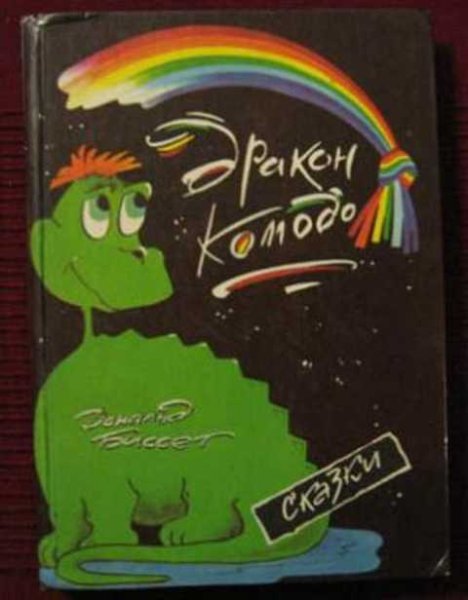 Дракон
Комодо
Дональд
Биссет
сказки